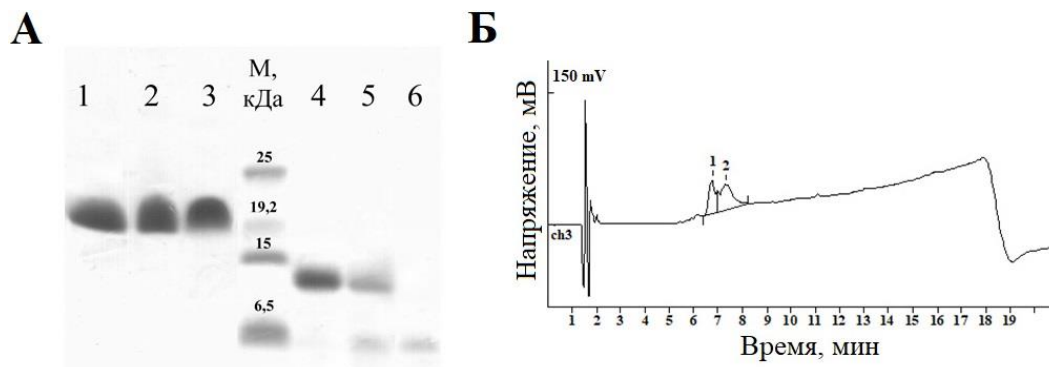 А
М,
кДа
1 2 3 4 5 6
25
19,2
15
6,5
Б
Напряжение, мВ
150 mV
1 2
ch3
1 2 3 4 5 6 7 8 9 10 11 12 13 14 15 16 17 18 19
Время, мин